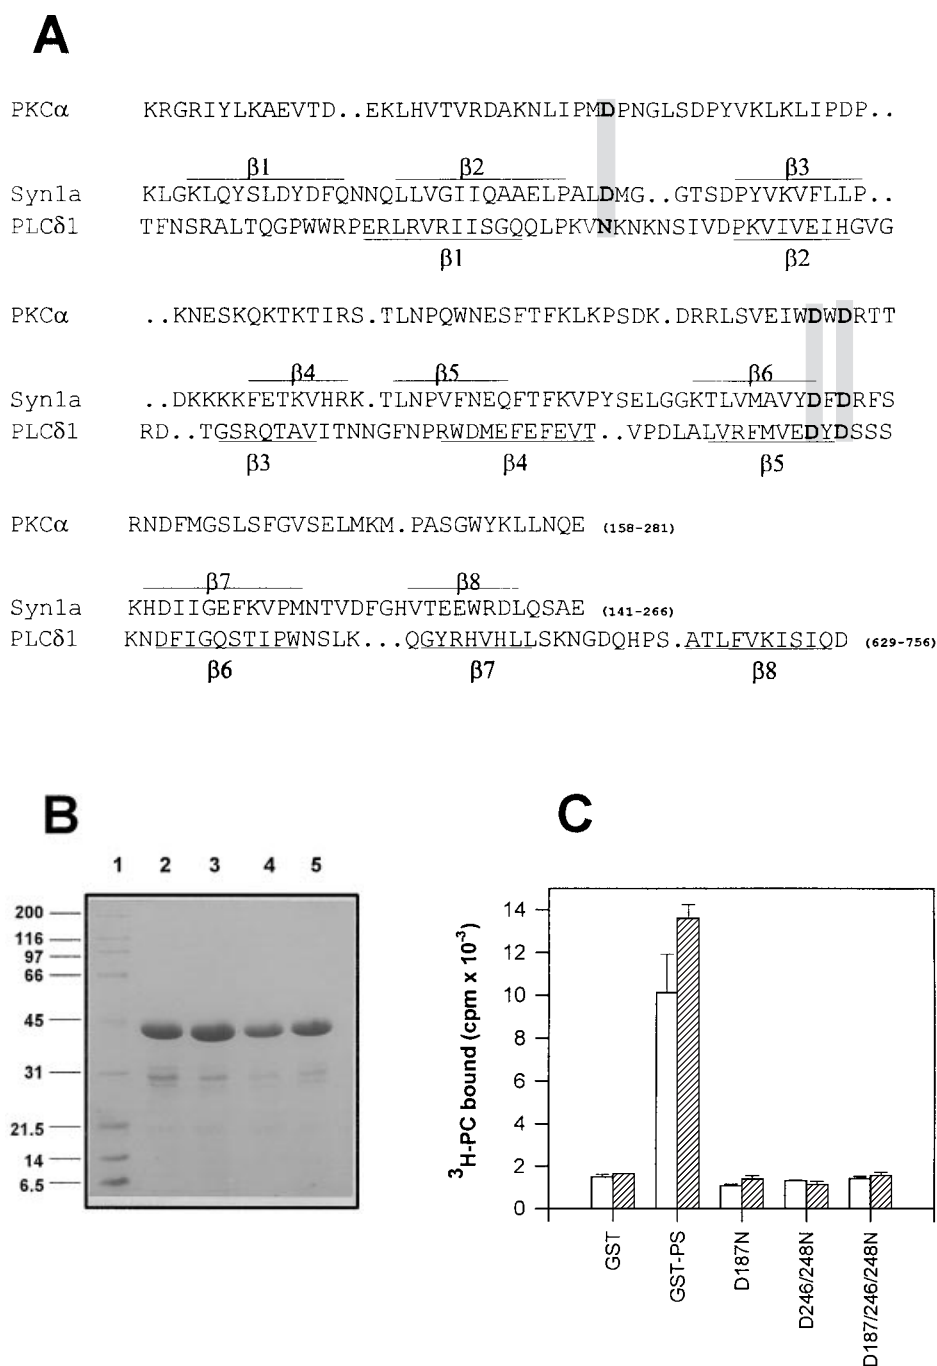 A
PKCα KRGRIYLKAEVTD..EKLHVTVRDAKNLIPMDPNGLSDPYVKLKLIPDP..
β1 β2 β3
Syn1a KLGKLQYSLDYDFQNNQLLVGIIQAAELPALDMG..GTSDPYVKVFLLP.
PLCδ1 TFNSRALTQGPWWRPERLRVRIISGQQLPKVNKNKNSIVDPKVIVEIHGVG
β1 β2
PKCα ..KNESKQKTKTIRS.TLNPQWNESFTFKLKPSDK.DRRLSVEIWDWDRTT
β4 β5 β6
Syn1a ..DKKKKFETKVHRK.TLNPVFNEQFTFKVPYSELGGKTLVMAVYDFDRFS
PLCδ1 RD..TGSRQTAVITNNGFNPRWDMEFEFEVT..VPDLALVRFMVEDYDSSS
β3 β4 β5
PKCα RNDFMGSLSFGVSELMKM.PASGWYKLLNQE (158-281)
β7 β8
Syn1a KHDIIGEFKVPMNTVDFGHVTEEWRDLQSAE (141-266)
PLCδ1 KNDFIGQSTIPWNSLK...QGYRHVHLLSKNGDQHPS.ATLFVKISIQD (629-756)
β6 β7 β8
B
1 2 3 4 5
200
116
97
66
45
31
21.5
14
6.5
C
³H-PC bound (cpm x 10⁻³)
14
12
10
8
6
4
2
0
GST
GST-PS
D187N
D246/248N
D187/246/248N